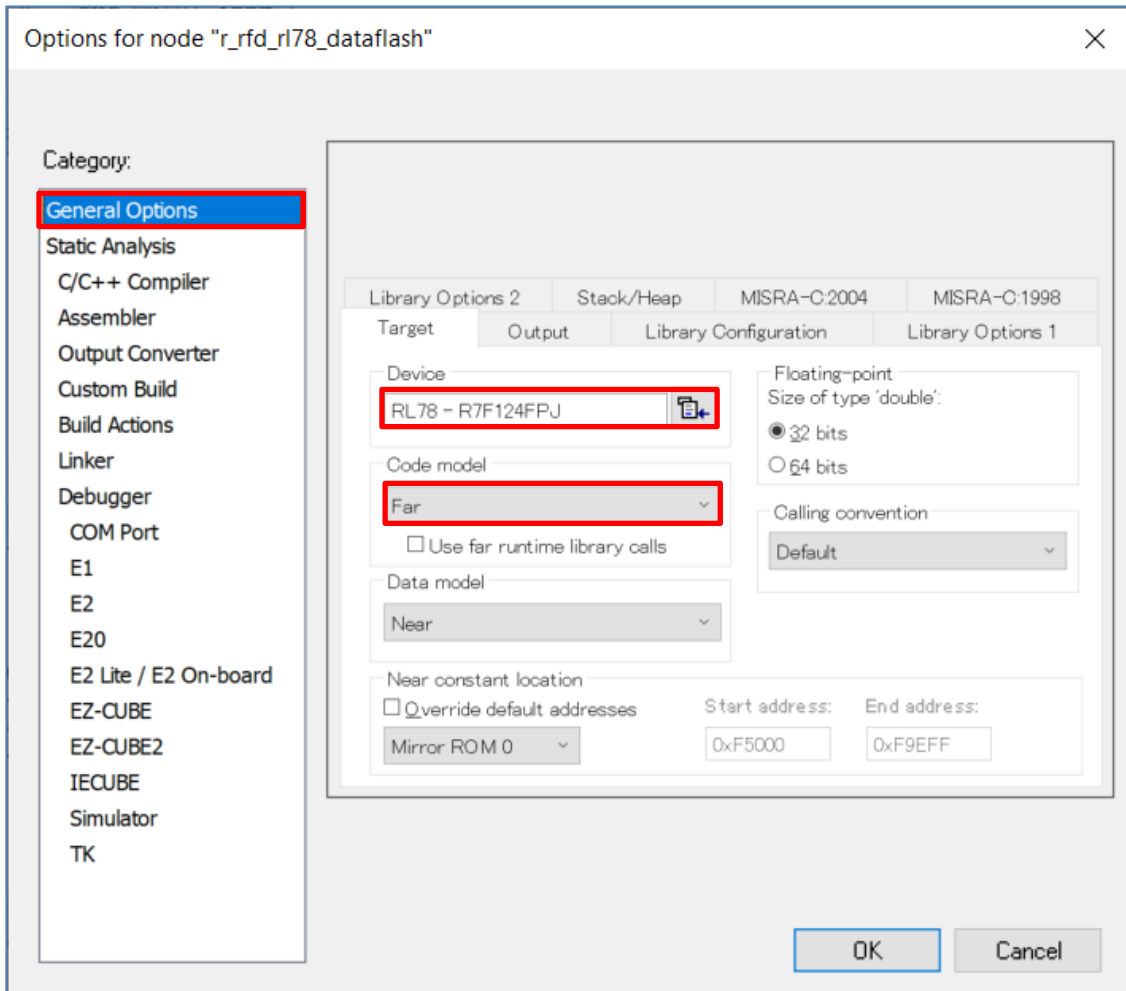 Options for node "r_rfd_rl78_dataflash"
Category:
General Options
Static Analysis
C/C++ Compiler
Assembler
Output Converter
Custom Build
Build Actions
Linker
Debugger
COM Port
E1
E2
E20
E2 Lite / E2 On-board
EZ-CUBE
EZ-CUBE2
IECUBE
Simulator
TK
Library Options 2 Stack/Heap MISRA-C:2004 MISRA-C:1998
Target Output Library Configuration Library Options 1
Device
RL78 - R7F124FPJ
Code model
Far
Use far runtime library calls
Data model
Near
Floating-point
Size of type 'double':
32 bits
64 bits
Calling convention
Default
Near constant location
Override default addresses
Mirror ROM 0
Start address:
0xF5000
End address:
0xF9EFF
OK Cancel